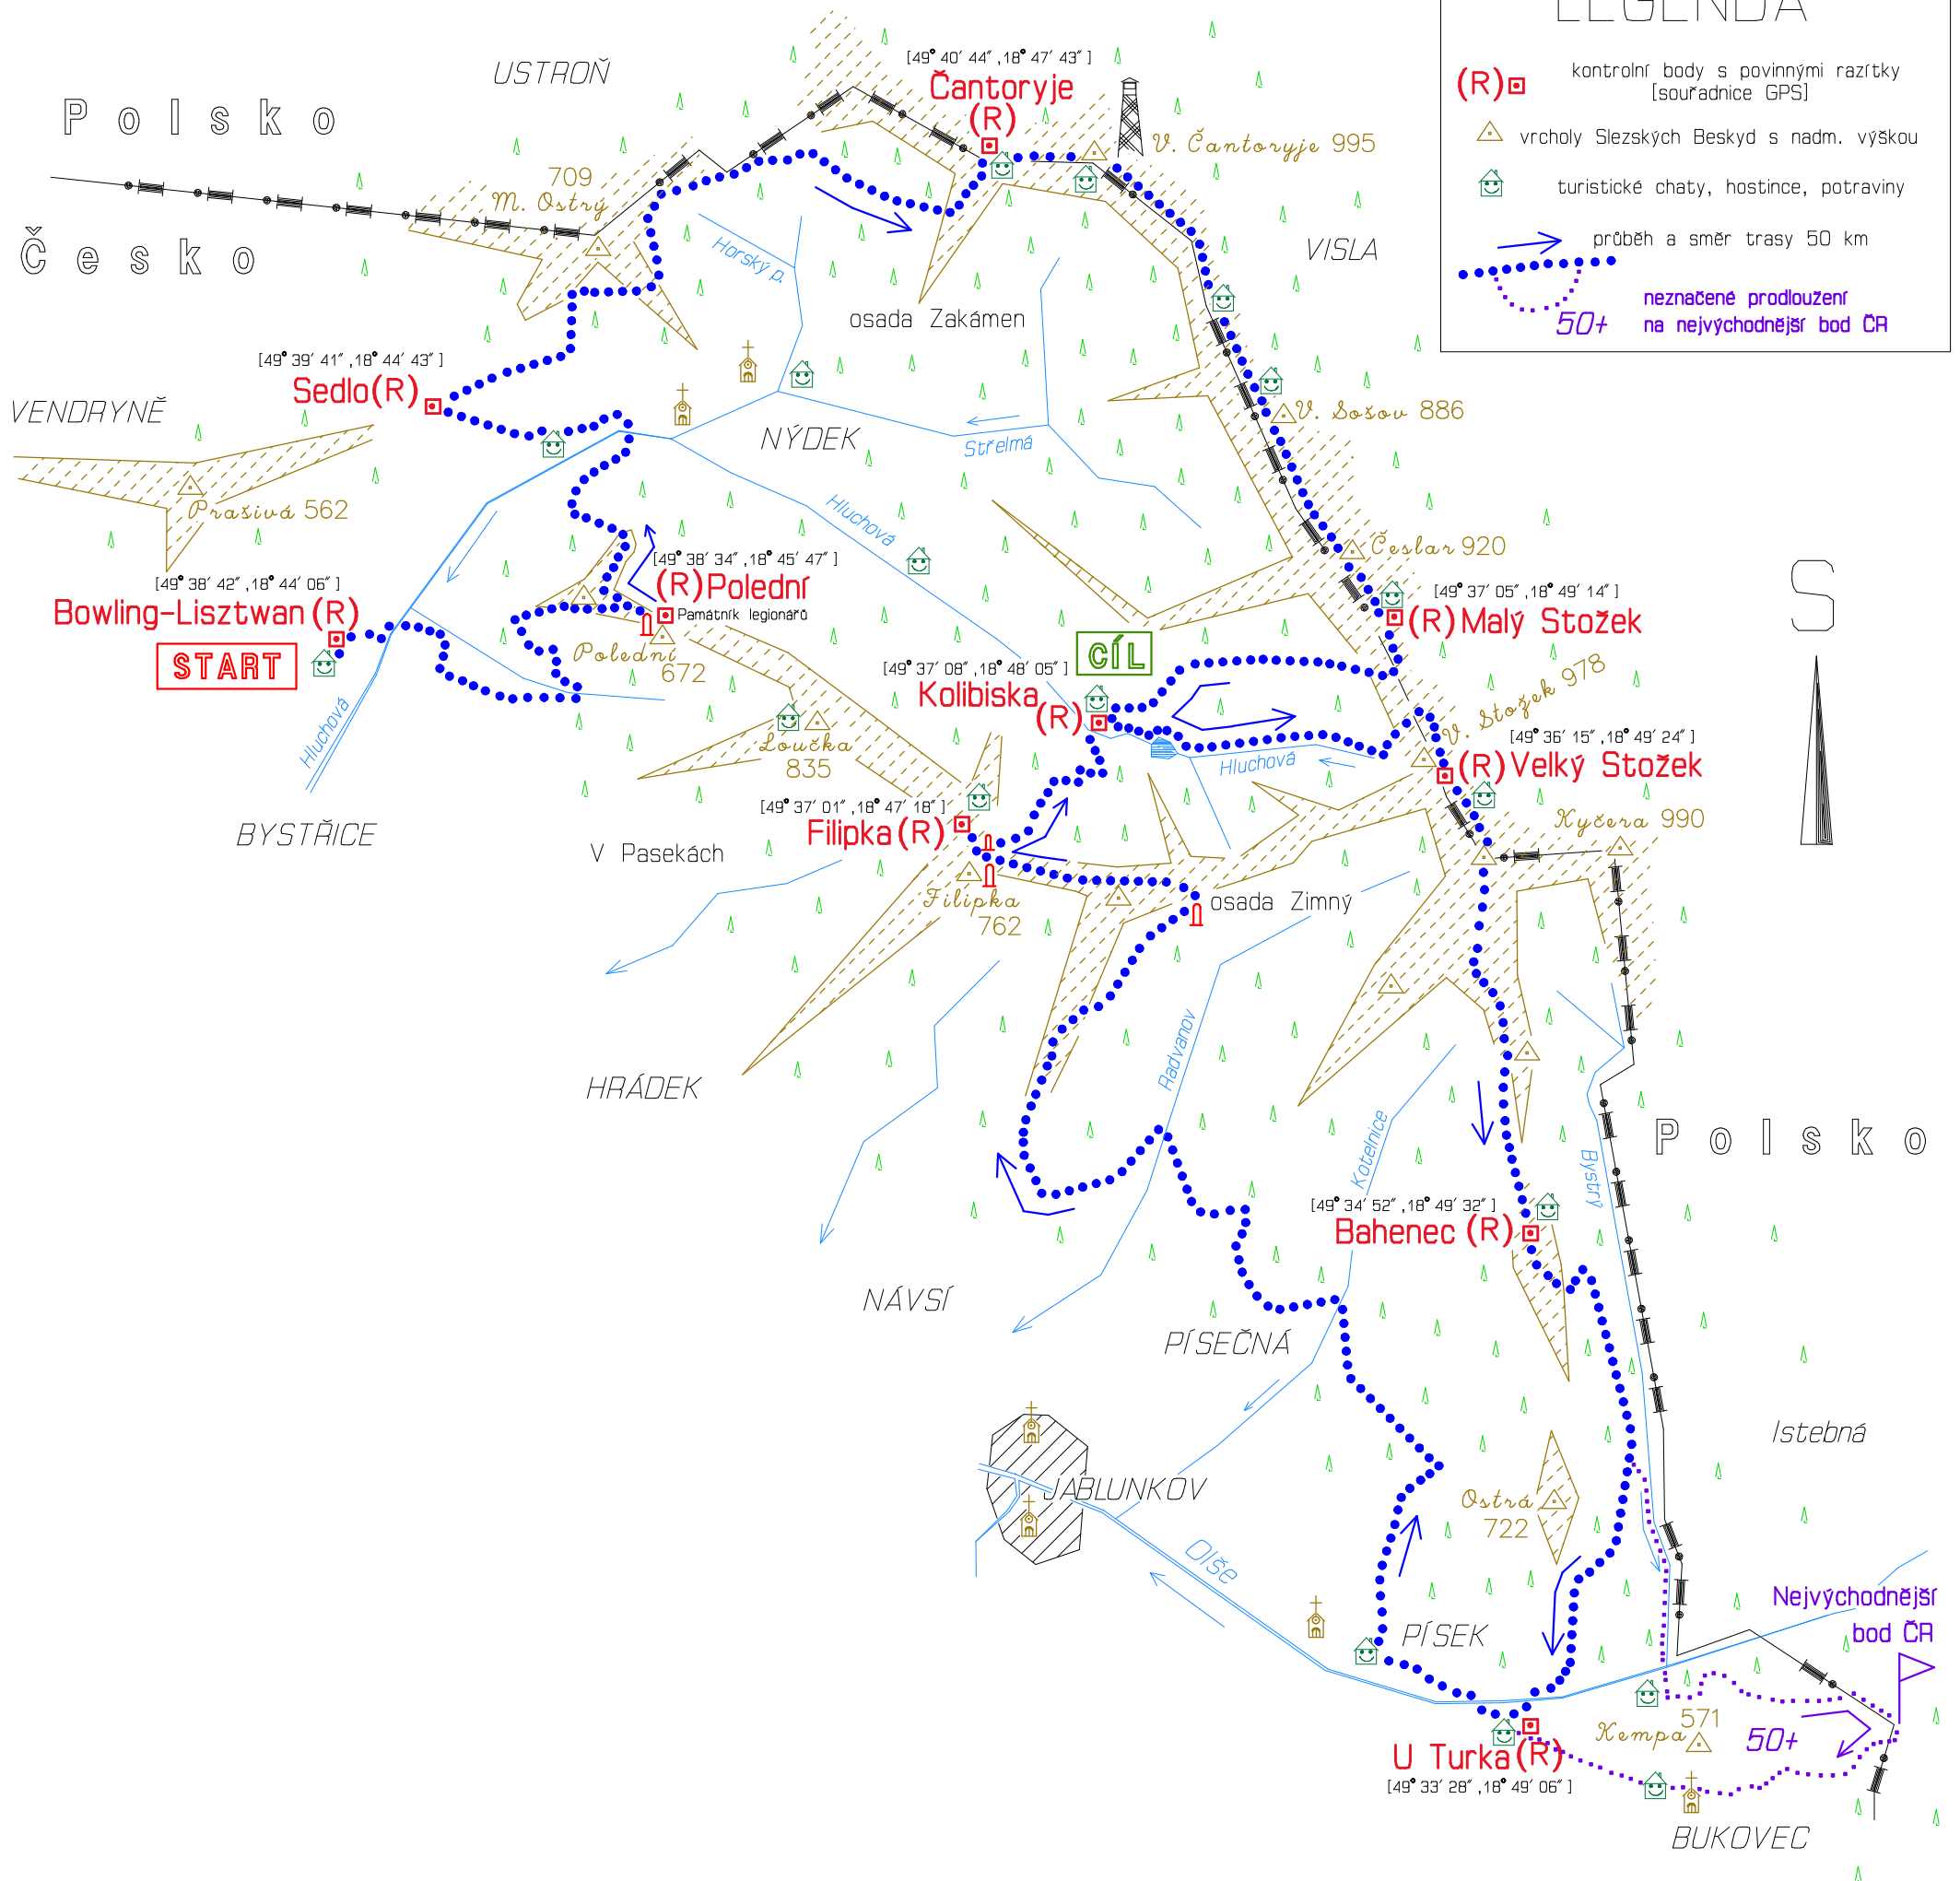 LEGENDA
(R) kontrolní body s povinnými razítky
[souřadnice GPS]
vrcholy Slezských Beskyd s nadm. výškou
turistické chaty, hostince, potraviny
průběh a směr trasy 50 km
50+ neznačené prodloužení
na nejvýchodnější bod ČR
USTROŇ
[49° 40′ 44″ ,18° 47′ 43″ ]
Čantoryje
(R)
Polsko
V. Čantoryje 995
709
M. Ostrý
Česko
Horský p.
VISLA
osada Zakámen
[49° 39′ 41″ ,18° 44′ 43″ ]
Sedlo(R)
VENDRYNĚ
V. Sošov 886
NÝDEK
Střelmá
Prašivá 562
Hluchová
Česlar 920
[49° 38′ 34″ ,18° 45′ 47″ ]
(R)Polední
Památník legionářů
[49° 38′ 42″ ,18° 44′ 06″ ]
Bowling-Lisztwan(R)
START
[49° 37′ 05″ ,18° 49′ 14″ ]
(R)Malý Stožek
S
Polední
672
CÍL
[49° 37′ 08″ ,18° 48′ 05″ ]
Kolibiska
(R)
V. Stožek 978
Hluchová
Loučka
835
[49° 36′ 15″ ,18° 49′ 24″ ]
(R)Velký Stožek
Hluchová
[49° 37′ 01″ ,18° 47′ 18″ ]
Filipka(R)
BYSTŘICE
V Pasekách
Kyčera 990
Filipka
762
osada Zimný
HRÁDEK
Radvanov
Kotelnice
Bystrý
Polsko
[49° 34′ 52″ ,18° 49′ 32″ ]
Bahenec (R)
NÁVSÍ
PÍSEČNÁ
Istebná
JABLUNKOV
Ostrá
722
Olše
PÍSEK
Nejvýchodnější
bod ČR
571
Kempa
50+
U Turka(R)
[49° 33′ 28″ ,18° 49′ 06″ ]
BUKOVEC